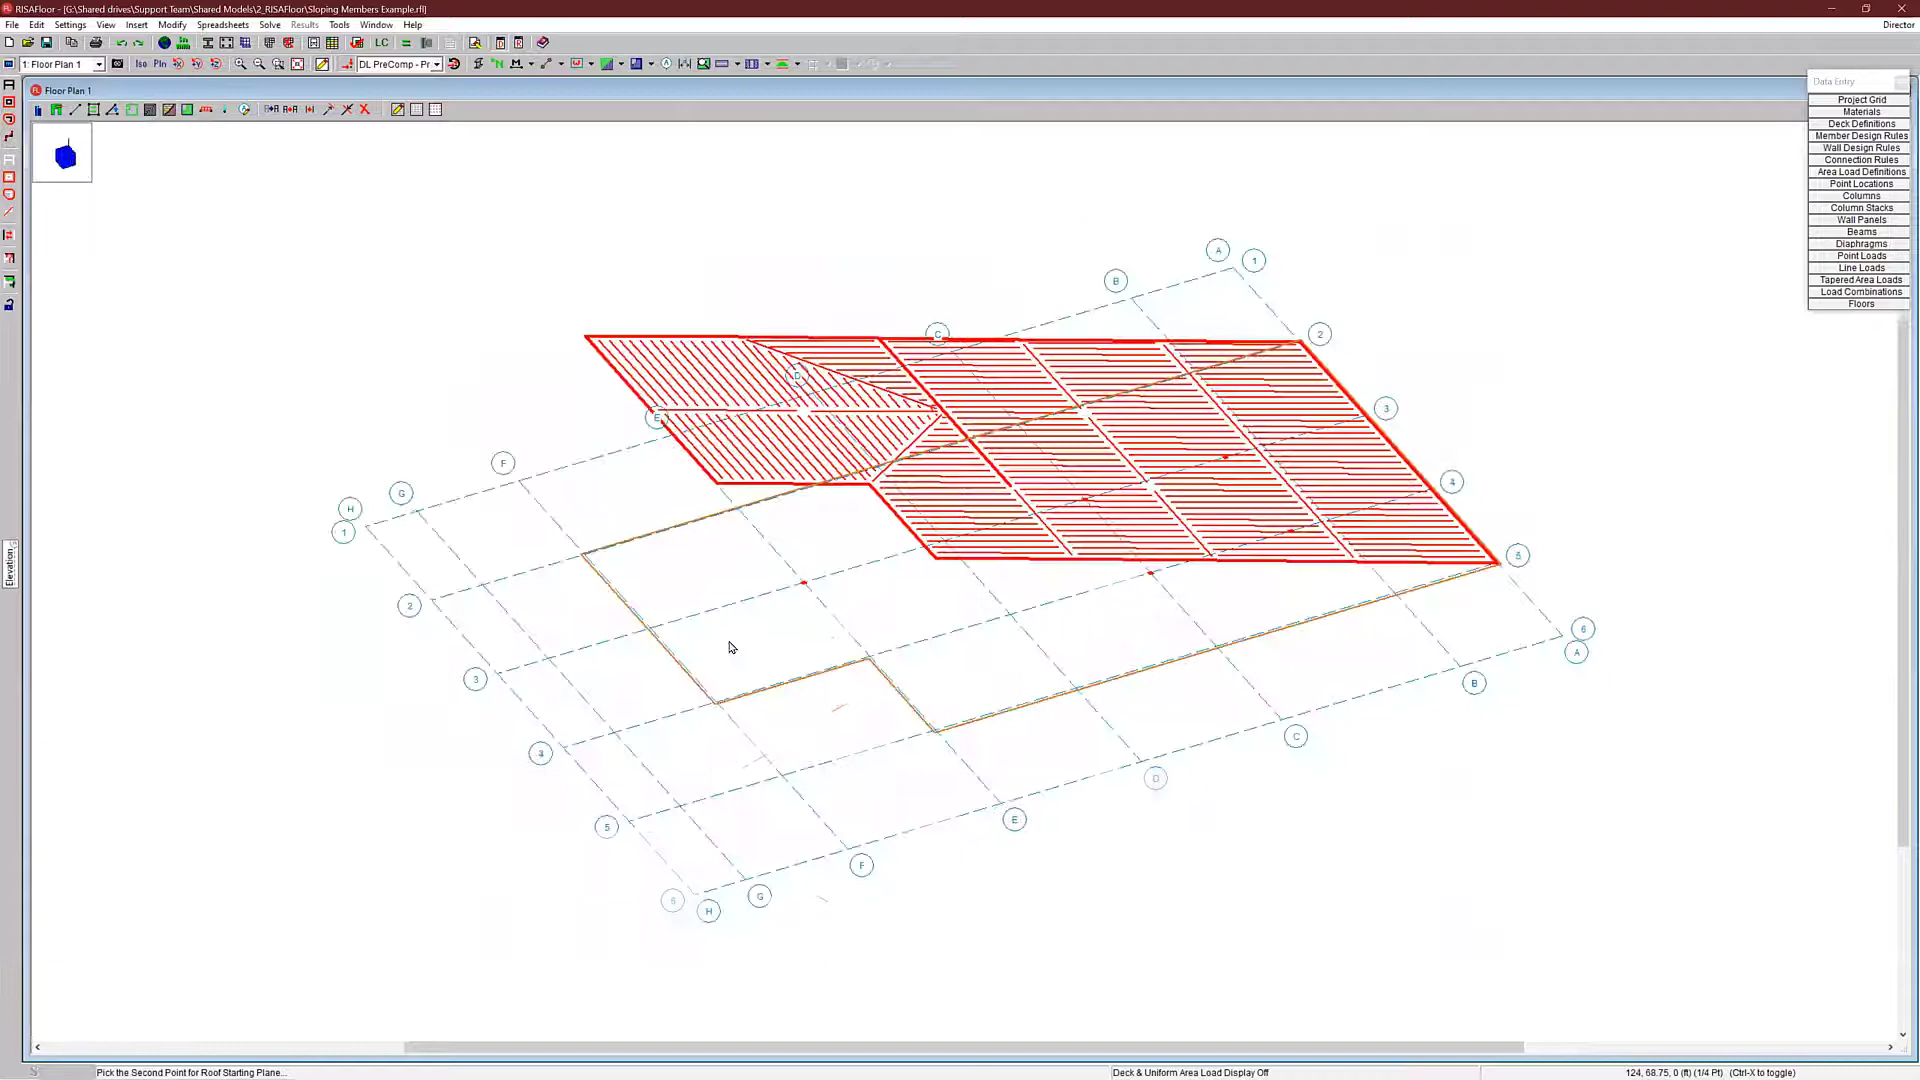 RISAFloor - [G:\Shared drives\Support Team\Shared Models\2_RISAFloor\Sloping Members Example.rfl]
File Edit Settings View Insert Modify Spreadsheets Solve Results Tools Window Help
Director
LC
1: Floor Plan 1
Iso Pln
DL PreComp - Pr
Floor Plan 1
Data Entry
Project Grid
Materials
Deck Definitions
Member Design Rules
Wall Design Rules
Connection Rules
Area Load Definitions
Point Locations
Columns
Column Stacks
Wall Panels
Beams
Diaphragms
Point Loads
Line Loads
Tapered Area Loads
Load Combinations
Floors
A
1
B
C
2
D
3
E
F
4
G
H
1
5
2
6
A
3
B
4
C
D
5
E
F
6
G
H
Elevation
Pick the Second Point for Roof Starting Plane...
Deck & Uniform Area Load Display Off
124, 68.75, 0 (ft) (1/4 Pt) (Ctrl-X to toggle)